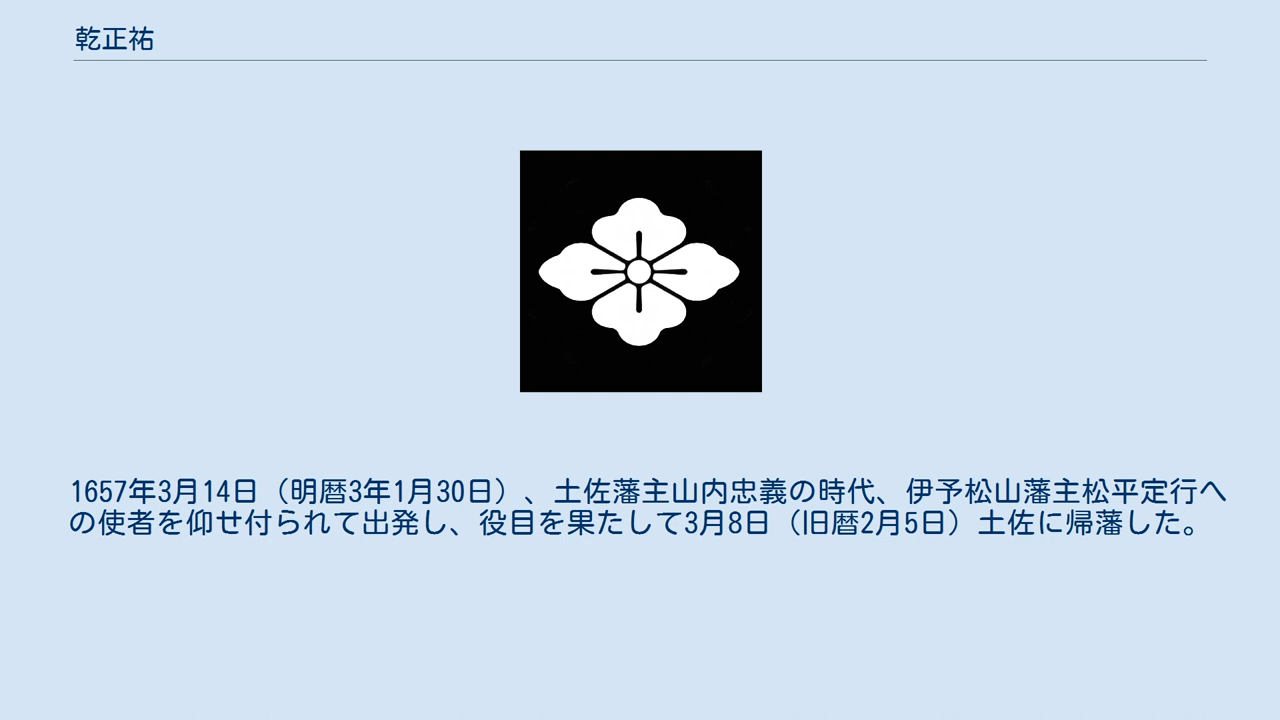 乾正祐
1657年3月14日（明暦3年1月30日）、土佐藩主山内忠義の時代、伊予松山藩主松平定行へ
の使者を仰せ付られて出発し、役目を果たして3月8日（旧暦2月5日）土佐に帰藩した。